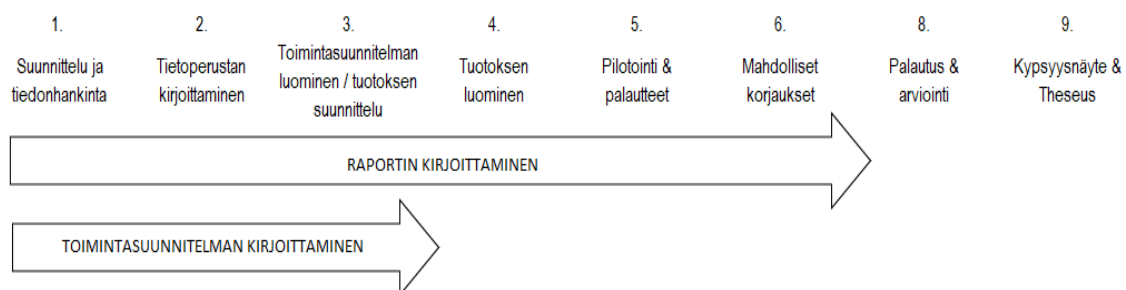 1.
Suunnittelu ja
tiedonhankinta
2.
Tietoperustan
kirjoittaminen
3.
Toimintasuunnitelman
luominen / tuotoksen
suunnittelu
4.
Tuotoksen
luominen
5.
Pilotointi &
palautteet
6.
Mahdolliset
korjaukset
8.
Palautus &
arviointi
9.
Kypsyysnäyte &
Theseus
RAPORTIN KIRJOITTAMINEN
TOIMINTASUUNNITELMAN KIRJOITTAMINEN